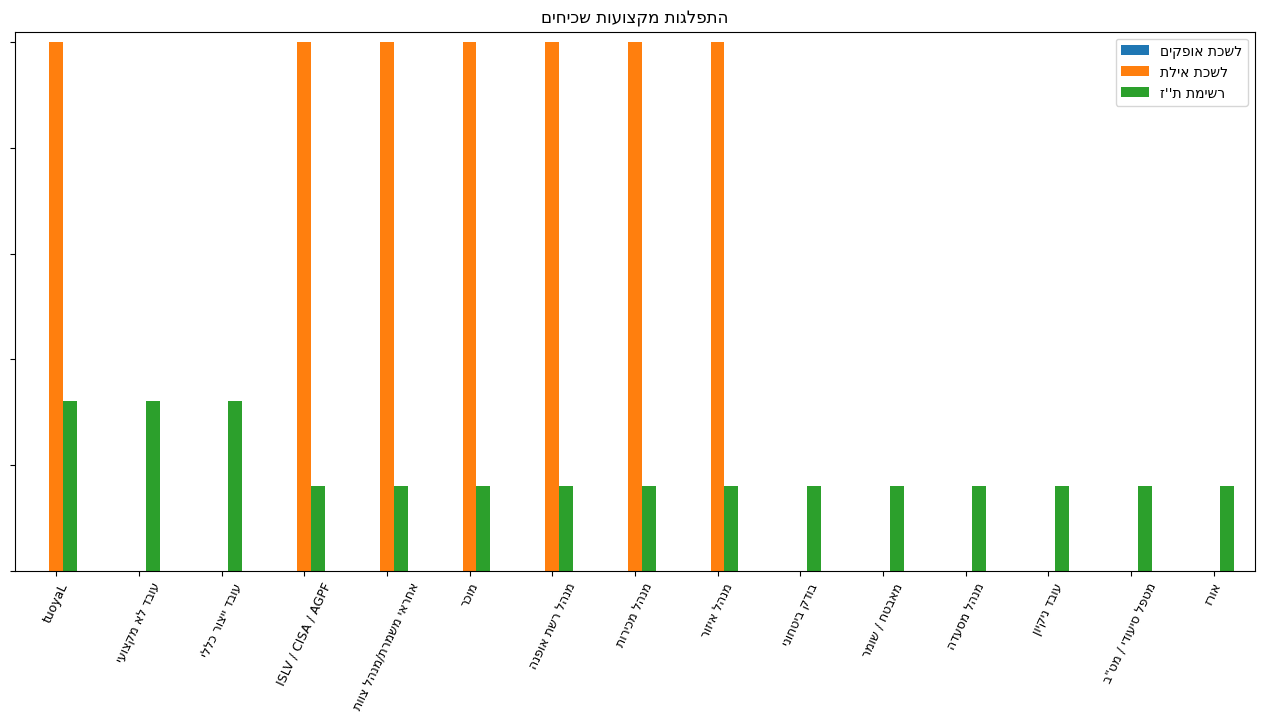 התפלגות מקצועות שכיחים
לשכת אופקים
לשכת אילת
רשימת ת''ז
tuoyaL
עובד לא מקצועי
עובד ייצור כללי
ISLV / CISA / AGPF
אחראי משמרת/מנהל צוות
מוכר
מנהל רשת אופנה
מנהל מכירות
מנהל איזור
בודק ביטחוני
מאבטח / שומר
מנהל מסעדה
עובד ניקיון
מטפל סיעודי / מט"ב
אורז